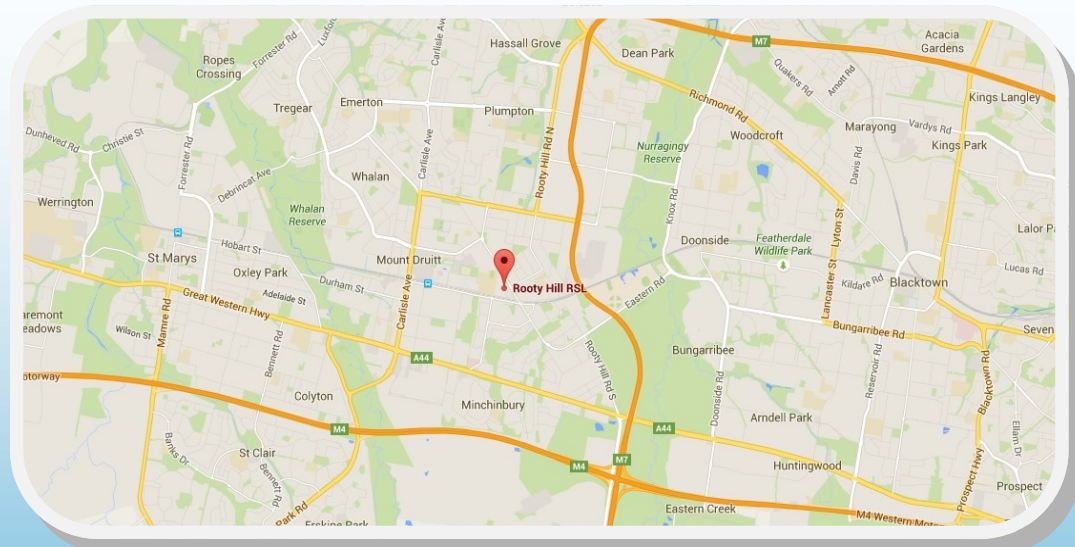 M7
Acacia
Gardens
Luxford
Forrester Rd
Carlisle Ave
Hassall Grove
Dean Park
Ropes
Crossing
Quakers Rd
Arnott Rd
Kings Langley
Tregear
Emerton
Plumpton
Richmond Rd
Marayong
Vardys Rd
Dunheved Rd
Christie St
Forrester Rd
Carlisle Ave
Rooty Hill Rd N
Nurragingy
Reserve
Woodcroft
Davis Rd
Kings Park
Debrincat Ave
Whalan
Knox Rd
Werrington
Whalan
Reserve
Lyton St
Hobart St
Doonside
Featherdale
Wildlife Park
Lalor
St Marys
Mount Druitt
Oxley Park
Durham St
Rooty Hill RSL
Eastern Rd
Lancaster St
Kildare Rd
Blacktown
Lucas Rd
Great Western Hwy
Adelaide St
Carlisle Ave
Mamre Rd
Wilson St
Bennett Rd
A44
Rooty Hill Rd S
Bungarribee
Bungarribee Rd
Seven
Reservoir Rd
Blacktown Rd
Doonside Rd
Colyton
Minchinbury
Arndell Park
M4
A44
Ellam Dr
Banks Dr
St Clair
Bennett Rd
M4
M7
Huntingwood
Prospect Hwy
Prospect
Park Rd
Erskine Park
Eastern Creek
M4 Western